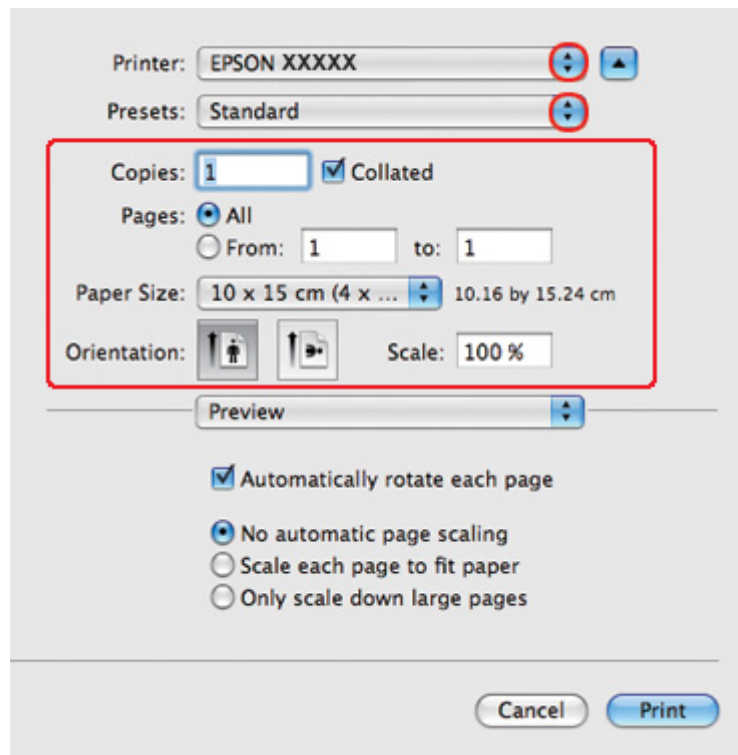 Printer: EPSON XXXXX
Presets: Standard
Copies: 1 Collated
Pages: All
From: 1 to: 1
Paper Size: 10 x 15 cm (4 x ... 10.16 by 15.24 cm
Orientation: Scale: 100 %
Preview
Automatically rotate each page
No automatic page scaling
Scale each page to fit paper
Only scale down large pages
Cancel Print